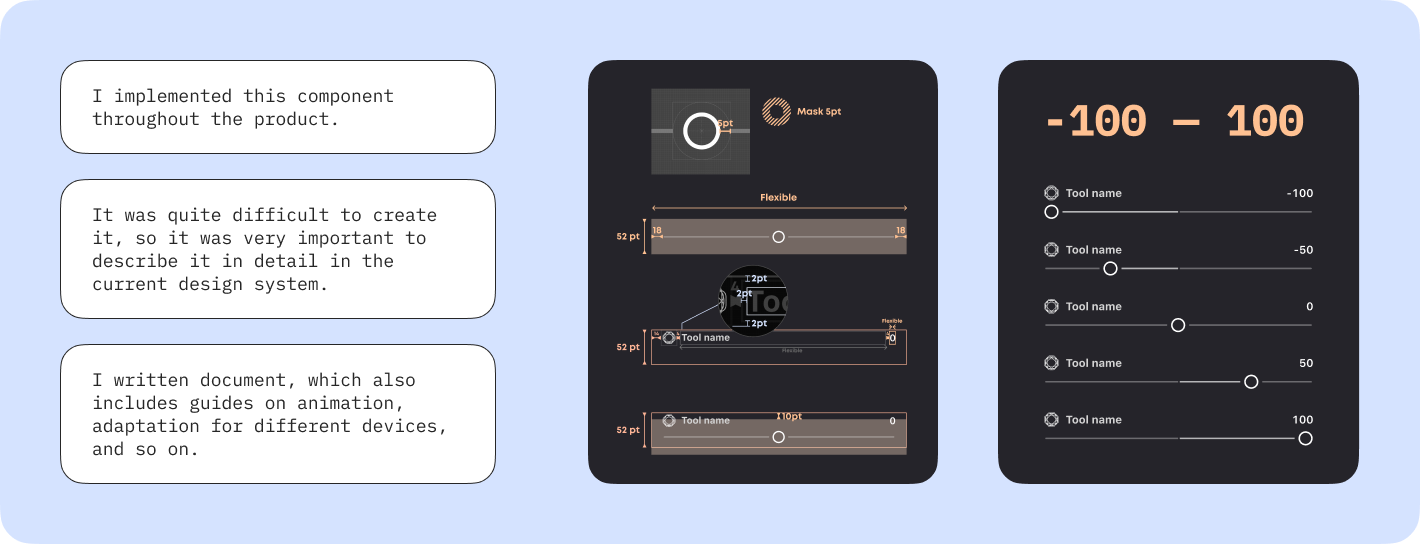 I implemented this component
throughout the product.
It was quite difficult to create
it, so it was very important to
describe it in detail in the
current design system.
I written document, which also
includes guides on animation,
adaptation for different devices,
and so on.
5pt
Mask 5pt
Flexible
52 pt
18
18
2pt
4
2pt
Too
2pt
Flexible
52 pt
14
4
Tool name
0
Flexible
52 pt
Tool name
10pt
0
-100 — 100
Tool name
-100
Tool name
-50
Tool name
0
Tool name
50
Tool name
100